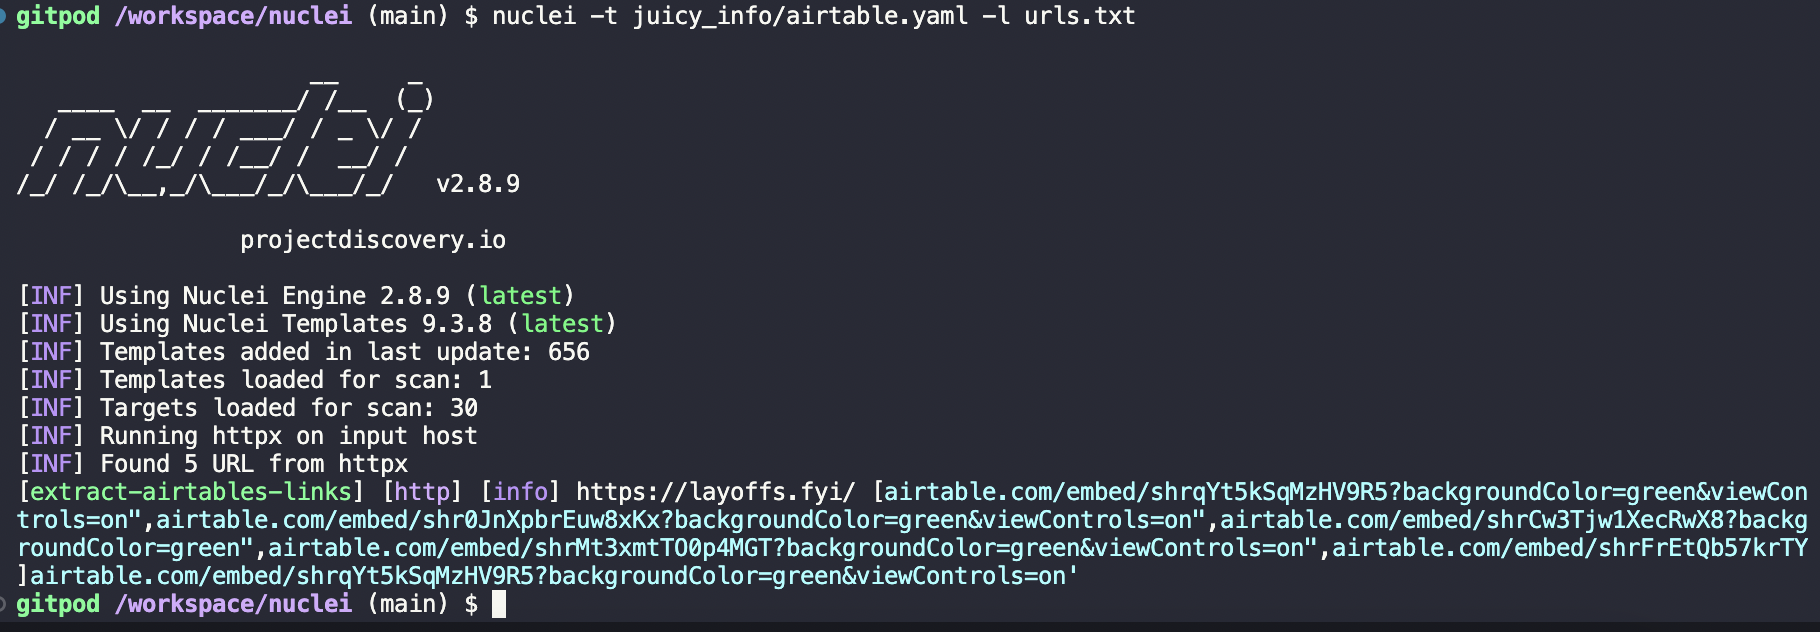 gitpod /workspace/nuclei (main) $ nuclei -t juicy_info/airtable.yaml -l urls.txt
                     __     _
   ____  __  _______/ /__  (_)
  / __ \/ / / / ___/ / _ \/ /
 / / / / /_/ / /__/ /  __/ /
/_/ /_/\__,_/\___/_/\___/_/   v2.8.9
projectdiscovery.io
[INF] Using Nuclei Engine 2.8.9 (latest)
[INF] Using Nuclei Templates 9.3.8 (latest)
[INF] Templates added in last update: 656
[INF] Templates loaded for scan: 1
[INF] Targets loaded for scan: 30
[INF] Running httpx on input host
[INF] Found 5 URL from httpx
[extract-airtables-links] [http] [info] https://layoffs.fyi/ [airtable.com/embed/shrqYt5kSqMzHV9R5?backgroundColor=green&viewCon
trols=on",airtable.com/embed/shr0JnXpbrEuw8xKx?backgroundColor=green&viewControls=on",airtable.com/embed/shrCw3Tjw1XecRwX8?backg
roundColor=green",airtable.com/embed/shrMt3xmtTO0p4MGT?backgroundColor=green&viewControls=on",airtable.com/embed/shrFrEtQb57krTY
]airtable.com/embed/shrqYt5kSqMzHV9R5?backgroundColor=green&viewControls=on'
gitpod /workspace/nuclei (main) $